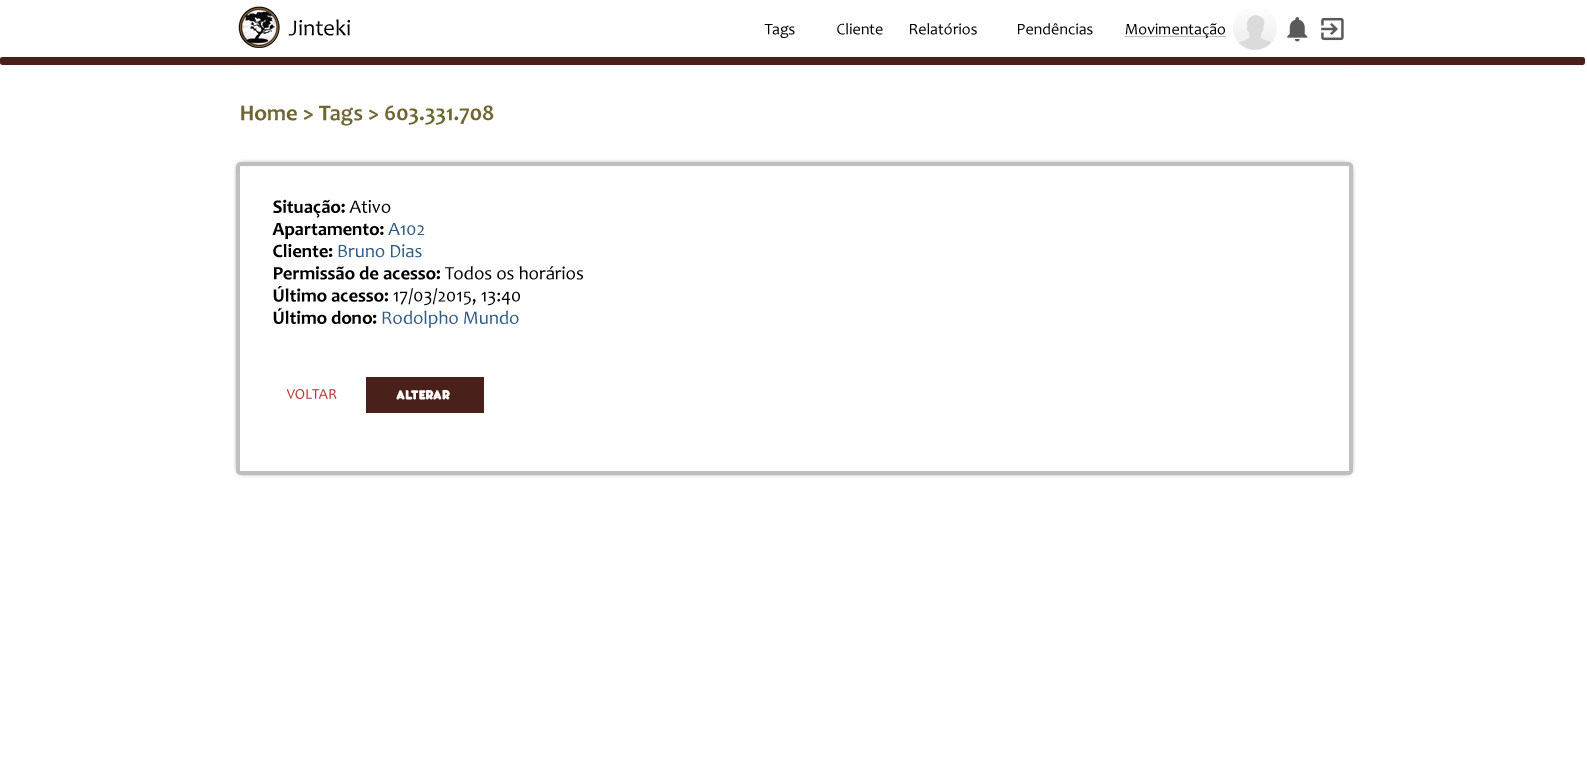 Jinteki
Tags Cliente Relatórios Pendências Movimentação
Home > Tags > 603.331.708
Situação: Ativo
Apartamento: A102
Cliente: Bruno Dias
Permissão de acesso: Todos os horários
Último acesso: 17/03/2015, 13:40
Último dono: Rodolpho Mundo
VOLTAR ALTERAR